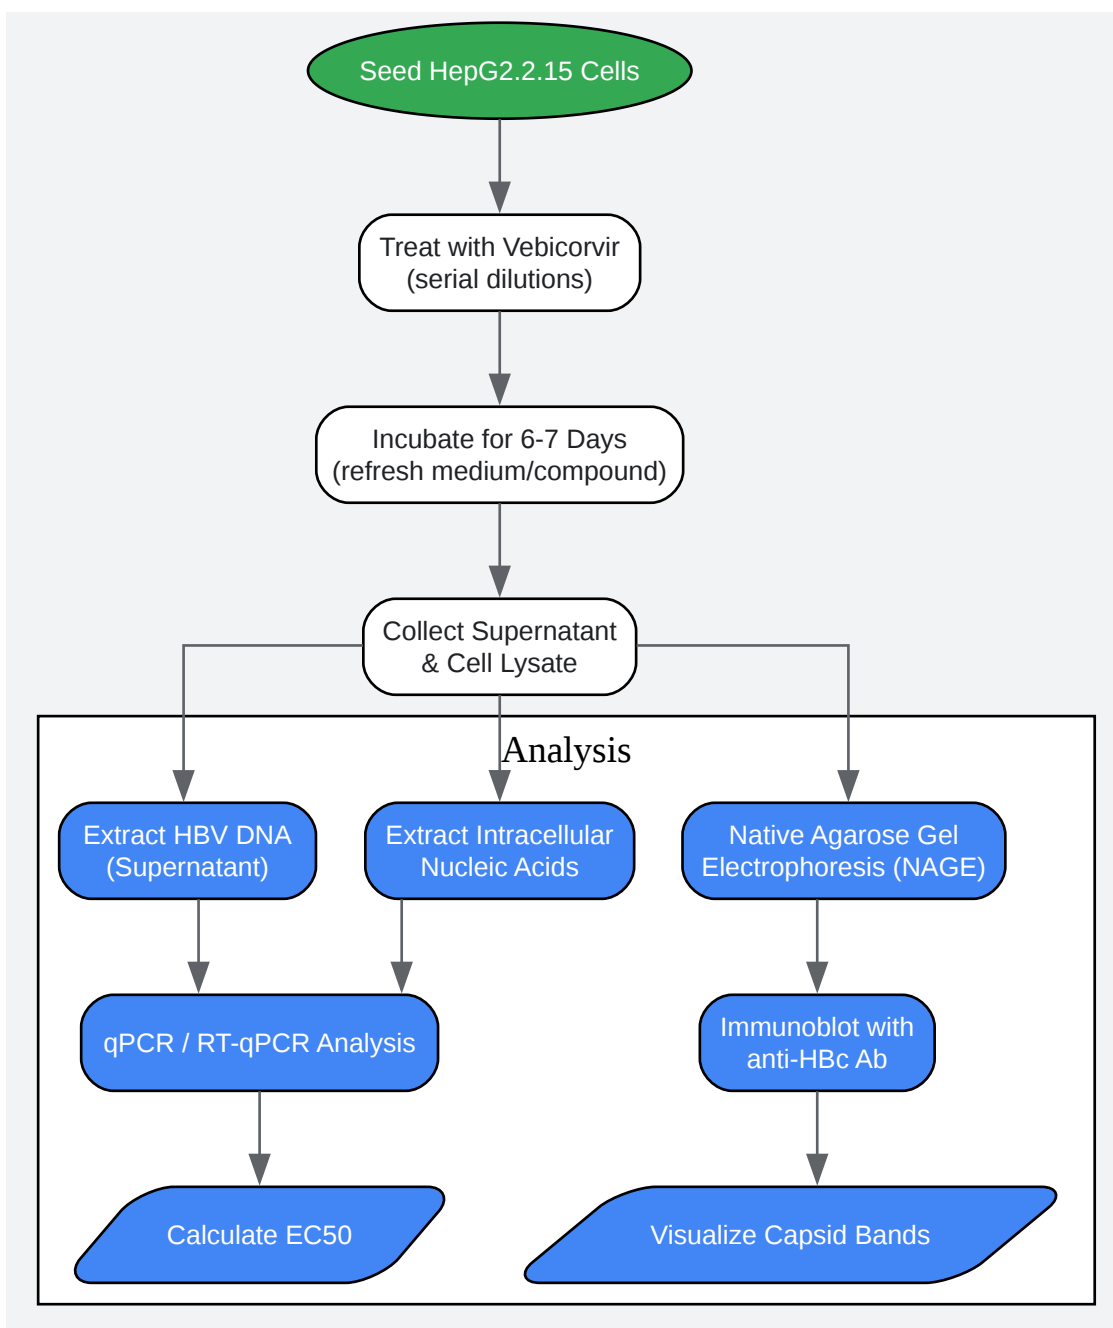 Seed HepG2.2.15 Cells
Treat with Vebicorvir
(serial dilutions)
Incubate for 6-7 Days
(refresh medium/compound)
Collect Supernatant
& Cell Lysate
Analysis
Extract HBV DNA
(Supernatant)
Extract Intracellular
Nucleic Acids
Native Agarose Gel
Electrophoresis (NAGE)
qPCR / RT-qPCR Analysis
Immunoblot with
anti-HBc Ab
Calculate EC50
Visualize Capsid Bands